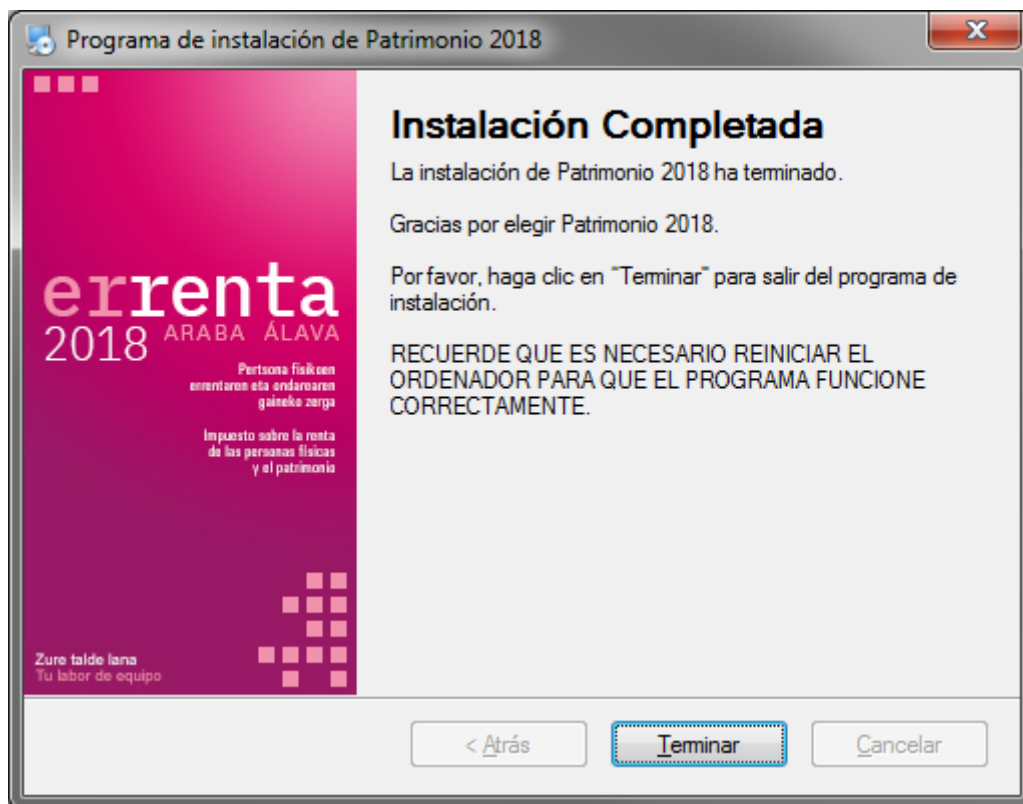 Programa de instalación de Patrimonio 2018
errenta
2018 ARABA ÁLAVA
Pertsona fisikoen
errentaren eta ondarearen
gaineko zerga
Impuesto sobre la renta
de las personas físicas
y el patrimonio
Zure talde lana
Tu labor de equipo
Instalación Completada
La instalación de Patrimonio 2018 ha terminado.
Gracias por elegir Patrimonio 2018.
Por favor, haga clic en "Terminar" para salir del programa de
instalación.
RECUERDE QUE ES NECESARIO REINICIAR EL
ORDENADOR PARA QUE EL PROGRAMA FUNCIONE
CORRECTAMENTE.
< Atrás
Terminar
Cancelar